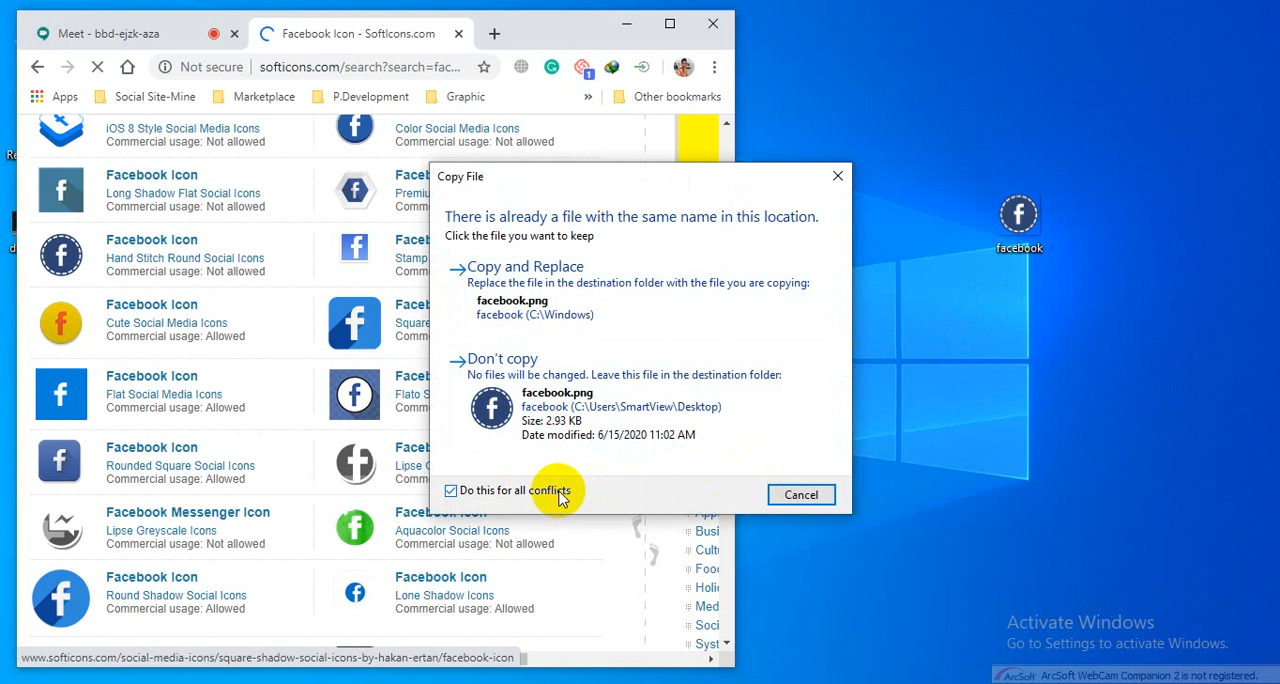 Meet - bbd-ejzk-aza
Facebook Icon - SoftIcons.com
Not secure
softicons.com/search?search=fac...
1
Apps
Social Site-Mine
Marketplace
P.Development
Graphic
»
Other bookmarks
iOS 8 Style Social Media Icons
Commercial usage: Not allowed
Color Social Media Icons
Commercial usage: Not allowed
Facebook Icon
Long Shadow Flat Social Icons
Commercial usage: Not allowed
Facebook Icon
Hand Stitch Round Social Icons
Commercial usage: Not allowed
Facebook Icon
Cute Social Media Icons
Commercial usage: Allowed
Facebook Icon
Flat Social Media Icons
Commercial usage: Allowed
Facebook Icon
Rounded Square Social Icons
Commercial usage: Not allowed
Facebook Messenger Icon
Lipse Greyscale Icons
Commercial usage: Not allowed
Aquacolor Social Icons
Commercial usage: Not allowed
Facebook Icon
Round Shadow Social Icons
Commercial usage: Allowed
Facebook Icon
Lone Shadow Icons
Commercial usage: Allowed
www.softicons.com/social-media-icons/square-shadow-social-icons-by-hakan-ertan/facebook-icon
Copy File
There is already a file with the same name in this location.
Click the file you want to keep
Copy and Replace
Replace the file in the destination folder with the file you are copying:
facebook.png
facebook (C:\Windows)
Don't copy
No files will be changed. Leave this file in the destination folder:
facebook.png
facebook (C:\Users\SmartView\Desktop)
Size: 2.93 KB
Date modified: 6/15/2020 11:02 AM
Do this for all conflicts
Cancel
facebook
Activate Windows
Go to Settings to activate Windows.
ArcSoft ArcSoft WebCam Companion 2 is not registered.